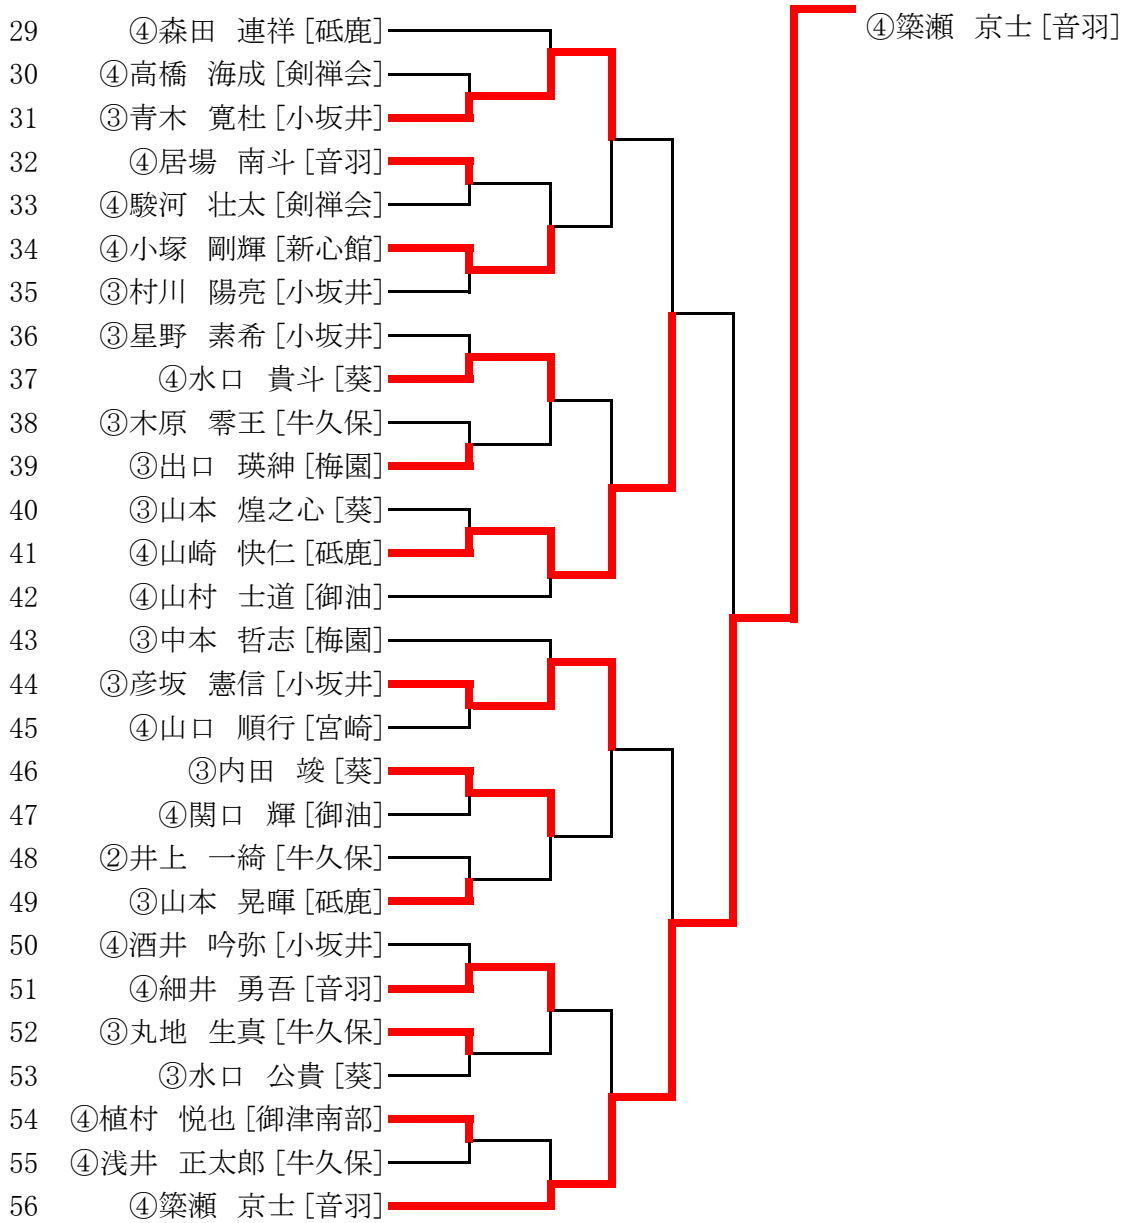 29 ④森田 連祥[砥鹿]
④簗瀬 京士[音羽]
30 ④高橋 海成[剣禅会]
31 ③青木 寛杜[小坂井]
32 ④居場 南斗[音羽]
33 ④駿河 壮太[剣禅会]
34 ④小塚 剛輝[新心館]
35 ③村川 陽亮[小坂井]
36 ③星野 素希[小坂井]
37 ④水口 貴斗[葵]
38 ③木原 零王[牛久保]
39 ③出口 瑛紳[梅園]
40 ③山本 煌之心[葵]
41 ④山崎 快仁[砥鹿]
42 ④山村 士道[御油]
43 ③中本 哲志[梅園]
44 ③彦坂 憲信[小坂井]
45 ④山口 順行[宮崎]
46 ③内田 竣[葵]
47 ④関口 輝[御油]
48 ②井上 一綺[牛久保]
49 ③山本 晃暉[砥鹿]
50 ④酒井 吟弥[小坂井]
51 ④細井 勇吾[音羽]
52 ③丸地 生真[牛久保]
53 ③水口 公貴[葵]
54 ④植村 悦也[御津南部]
55 ④浅井 正太郎[牛久保]
56 ④簗瀬 京士[音羽]